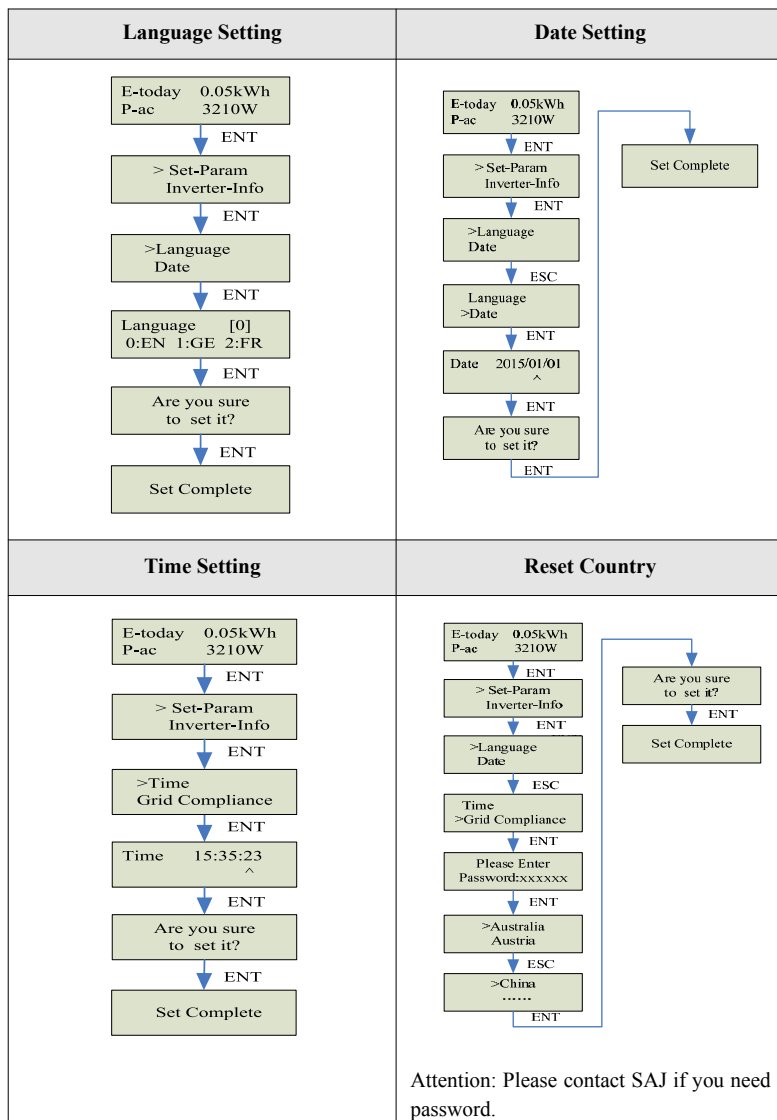 Language Setting
E-today 0.05kWh
P-ac 3210W
ENT
> Set-Param
Inverter-Info
ENT
>Language
Date
ENT
Language [0]
0:EN 1:GE 2:FR
ENT
Are you sure
to set it?
ENT
Set Complete
Date Setting
E-today 0.05kWh
P-ac 3210W
ENT
> Set-Param
Inverter-Info
ENT
>Language
Date
ESC
Language
>Date
ENT
Date 2015/01/01
^
ENT
Are you sure
to set it?
ENT
Set Complete
Time Setting
E-today 0.05kWh
P-ac 3210W
ENT
> Set-Param
Inverter-Info
ENT
>Time
Grid Compliance
ENT
Time 15:35:23
^
ENT
Are you sure
to set it?
ENT
Set Complete
Reset Country
E-today 0.05kWh
P-ac 3210W
ENT
> Set-Param
Inverter-Info
ENT
>Language
Date
ESC
Time
>Grid Compliance
ENT
Please Enter
Password:xxxxxx
ENT
>Australia
Austria
ESC
>China
......
ENT
Are you sure
to set it?
ENT
Set Complete
Attention: Please contact SAJ if you need
password.